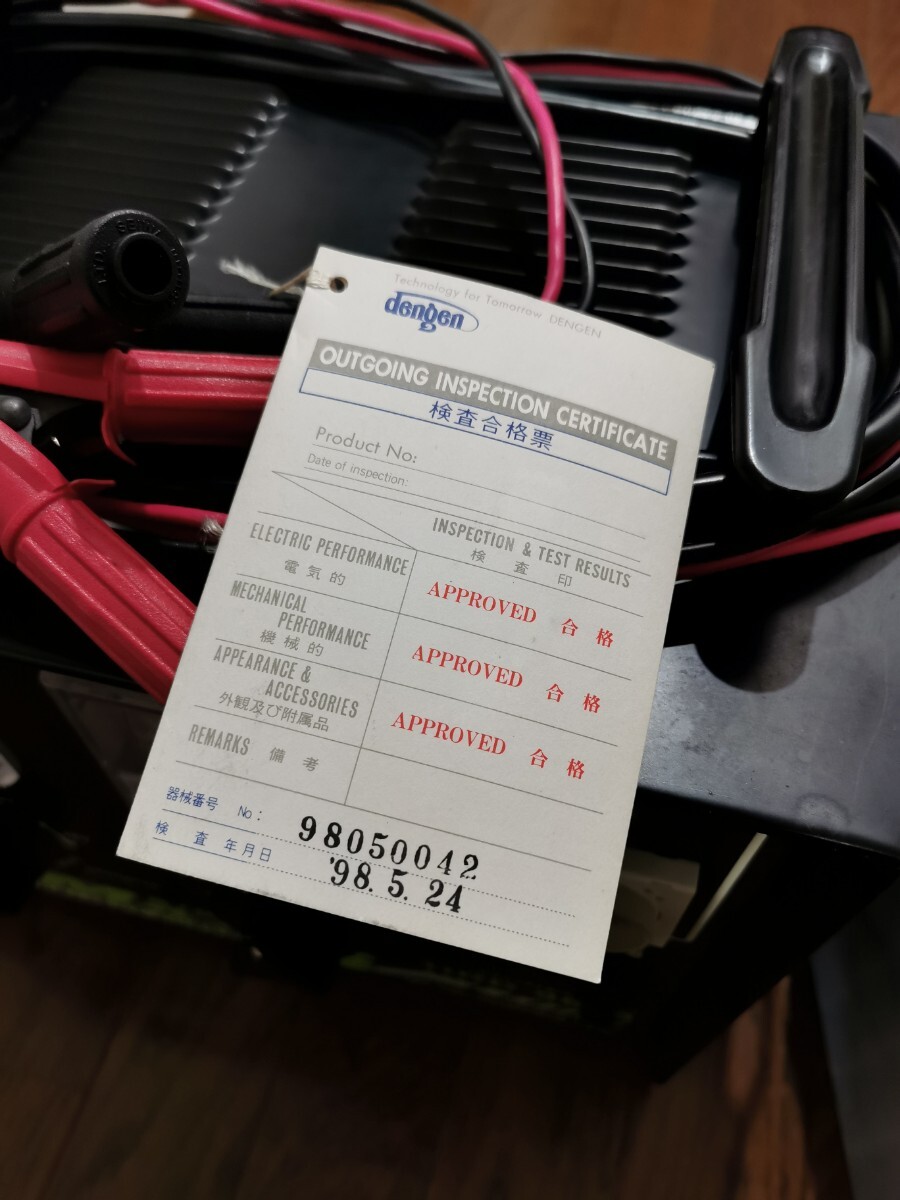 Technology for Tomorrow DENGEN
dengen
OUTGOING INSPECTION CERTIFICATE
検査合格票
Product No:
Date of inspection:
INSPECTION & TEST RESULTS
検 査 印
ELECTRIC PERFORMANCE
電気的
APPROVED 合格
MECHANICAL
PERFORMANCE
機械的
APPROVED 合格
APPEARANCE &
ACCESSORIES
外観及び附属品
APPROVED 合格
REMARKS 備考
器械番号 No: 98050042
検 査 年月日 '98.5.24